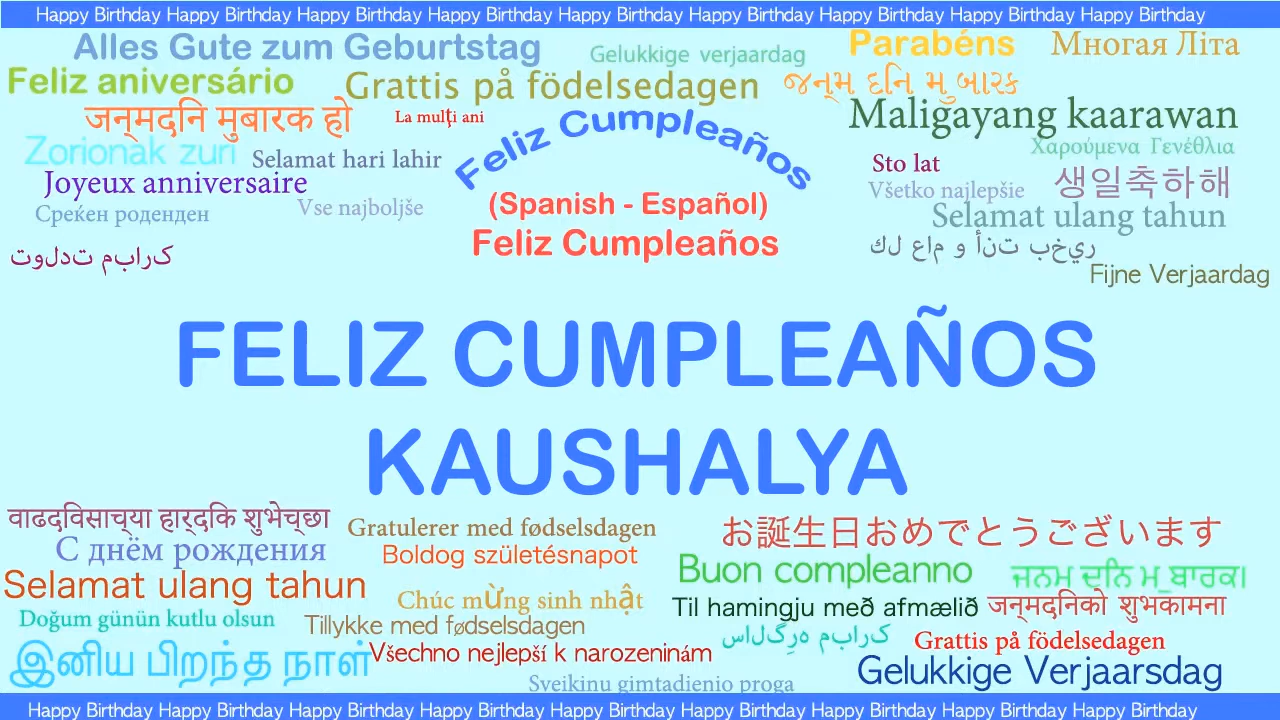 Happy Birthday Happy Birthday Happy Birthday Happy Birthday Happy Birthday Happy Birthday Happy Birthday Happy Birthday Happy Birthday
Alles Gute zum Geburtstag
Gelukkige verjaardag
Parabéns
Многая Літа
Feliz aniversário
Grattis på födelsedagen
જન્મ દિન મુબારક
जन्मदिन मुबारक हो
La mulţi ani
Feliz Cumpleaños
Maligayang kaarawan
Zorionak zuri
Selamat hari lahir
Sto lat
Χαρούμενα Γενέθλια
Joyeux anniversaire
Všetko najlepšie
생일축하해
Среќен роденден
Vse najboljše
(Spanish - Español)
Selamat ulang tahun
تولدت مبارک
Feliz Cumpleaños
كل عام و أنت بخير
Fijne Verjaardag
FELIZ CUMPLEAÑOS
KAUSHALYA
वाढदिवसाच्या हार्दिक शुभेच्छा
Gratulerer med fødselsdagen
お誕生日おめでとうございます
С днём рождения
Boldog születésnapot
Buon compleanno
ਜਨਮ ਦਿਨ ਮੁਬਾਰਕ।
Selamat ulang tahun
Chúc mừng sinh nhật
Til hamingju með afmælið
जन्मदिनको शुभकामना
Doğum günün kutlu olsun
Tillykke med fødselsdagen
سالگرہ مبارک
Grattis på födelsedagen
இனிய பிறந்த நாள்
Všechno nejlepší k narozeninám
Gelukkige Verjaarsdag
Sveikinu gimtadienio proga
Happy Birthday Happy Birthday Happy Birthday Happy Birthday Happy Birthday Happy Birthday Happy Birthday Happy Birthday Happy Birthday